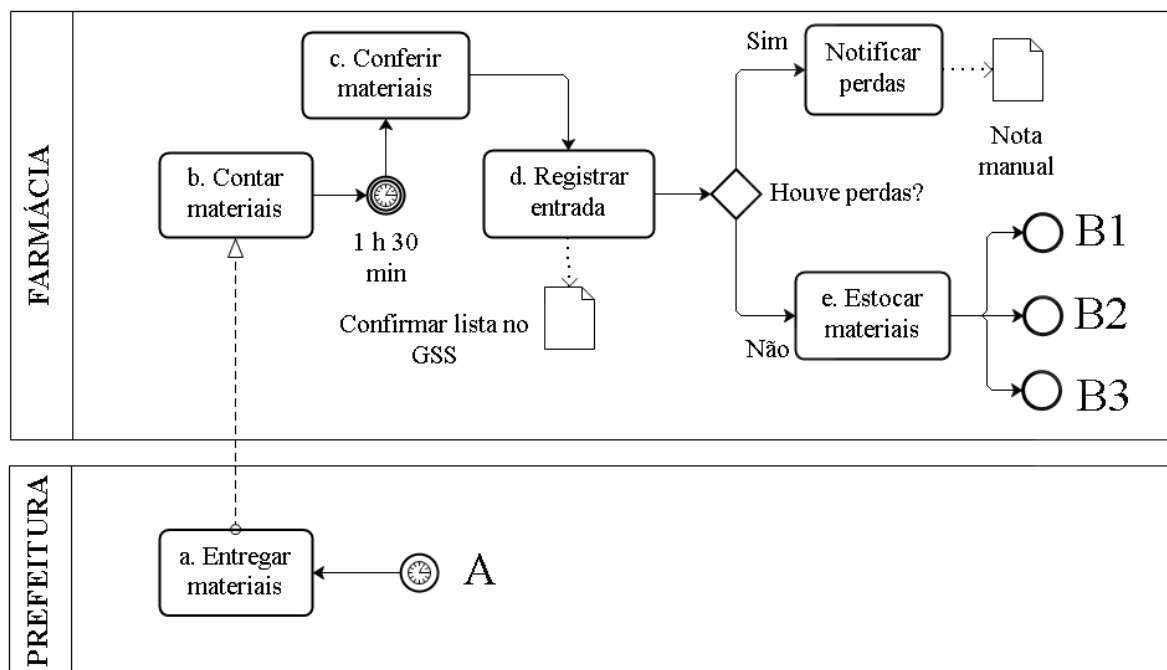 FARMÁCIA
c. Conferir
materiais
b. Contar
materiais
1 h 30
min
d. Registrar
entrada
Confirmar lista no
GSS
Sim
Notificar
perdas
Nota
manual
Houve perdas?
Não
e. Estocar
materiais
B1
B2
B3
PREFEITURA
a. Entregar
materiais
A